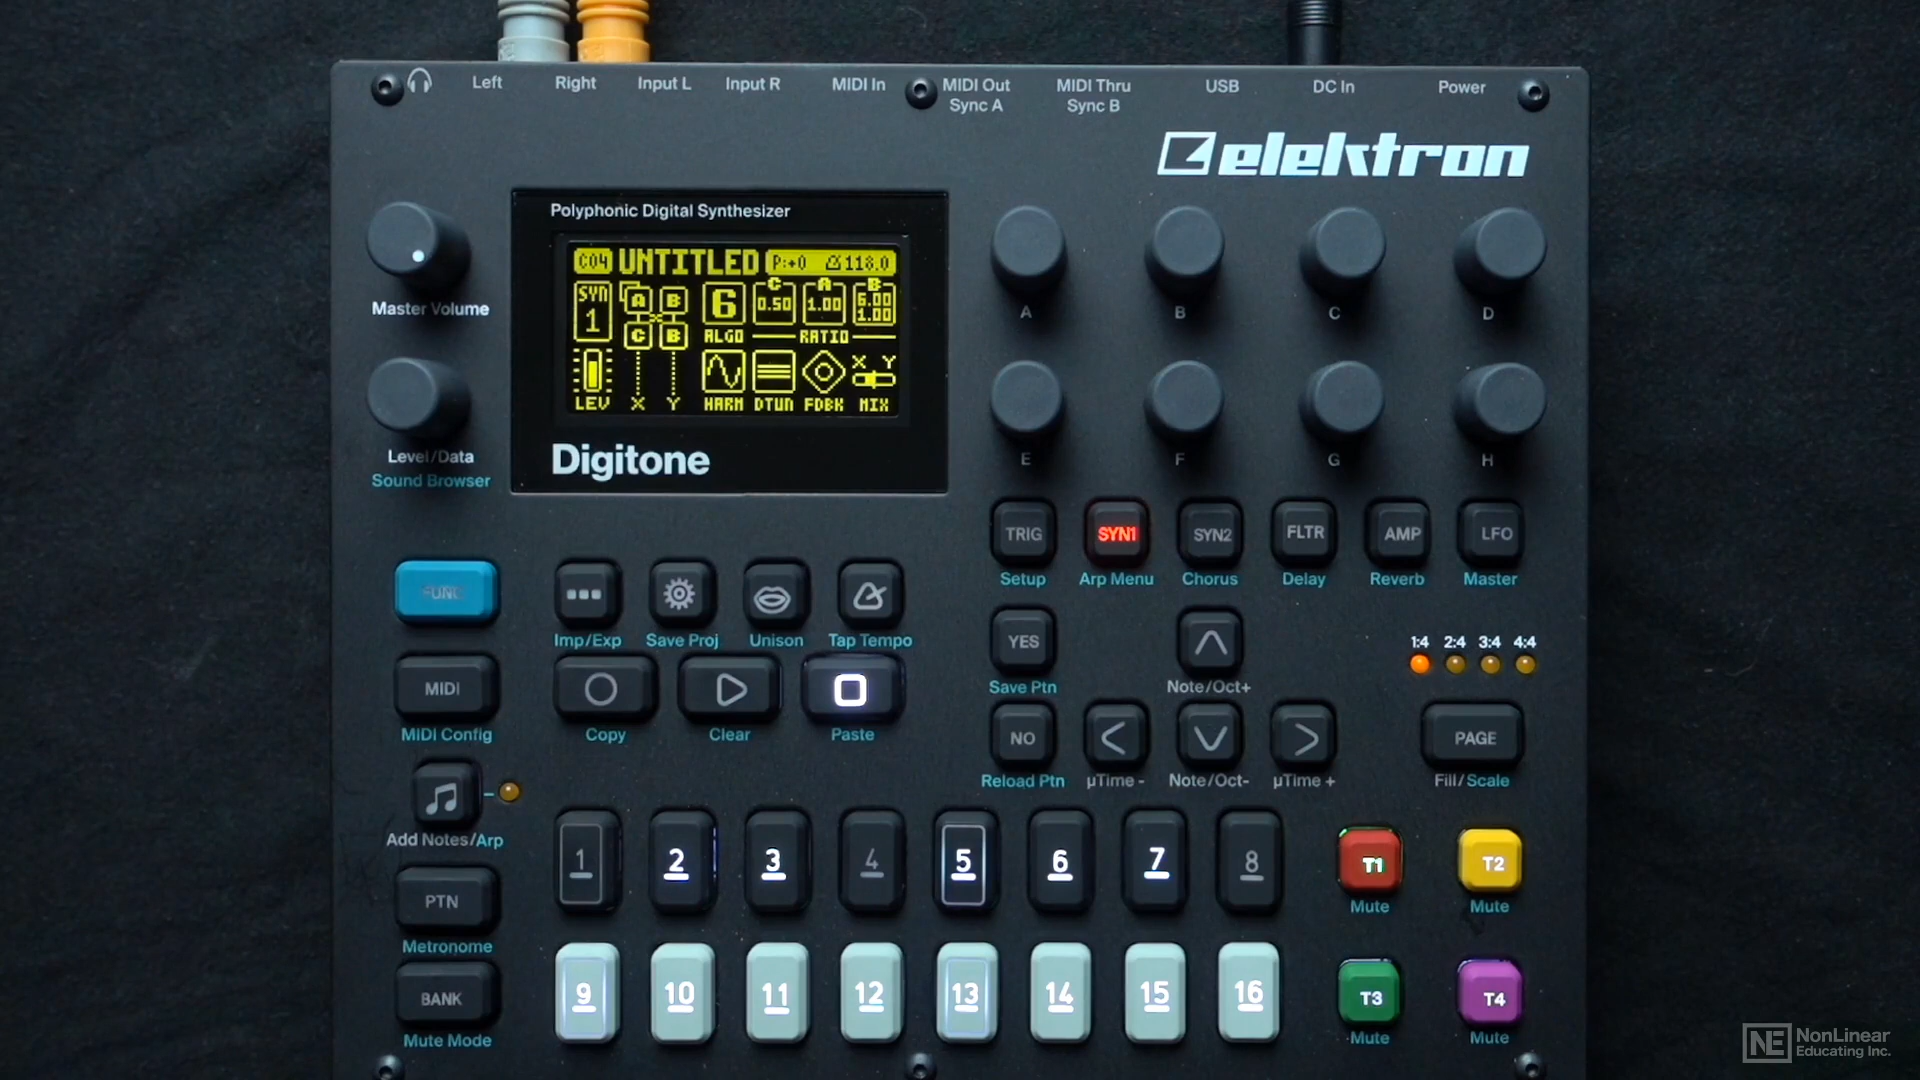 Left Right Input L Input R MIDI In MIDI Out MIDI Thru USB DC In Power
Sync A Sync B
elektron
Polyphonic Digital Synthesizer
C04 UNTITLED P:+0 118.0
SYN A B 6 C A B
1 0.50 1.00 6.00
C B 1.00
ALGO RATIO
X Y
LEV X Y HARM DTUN FDBK MIX
Digitone
Master Volume
Level/Data
Sound Browser
A B C D
E F G H
TRIG SYN1 SYN2 FLTR AMP LFO
Setup Arp Menu Chorus Delay Reverb Master
FUNC
Imp/Exp Save Proj Unison Tap Tempo
YES
Save Ptn Note/Oct+
1:4 2:4 3:4 4:4
MIDI
MIDI Config
Copy Clear Paste
NO PAGE
Reload Ptn µTime - Note/Oct- µTime + Fill/Scale
Add Notes/Arp
PTN
Metronome
BANK
Mute Mode
1 2 3 4 5 6 7 8
9 10 11 12 13 14 15 16
T1 T2
Mute Mute
T3 T4
Mute Mute
NE NonLinear
Educating Inc.